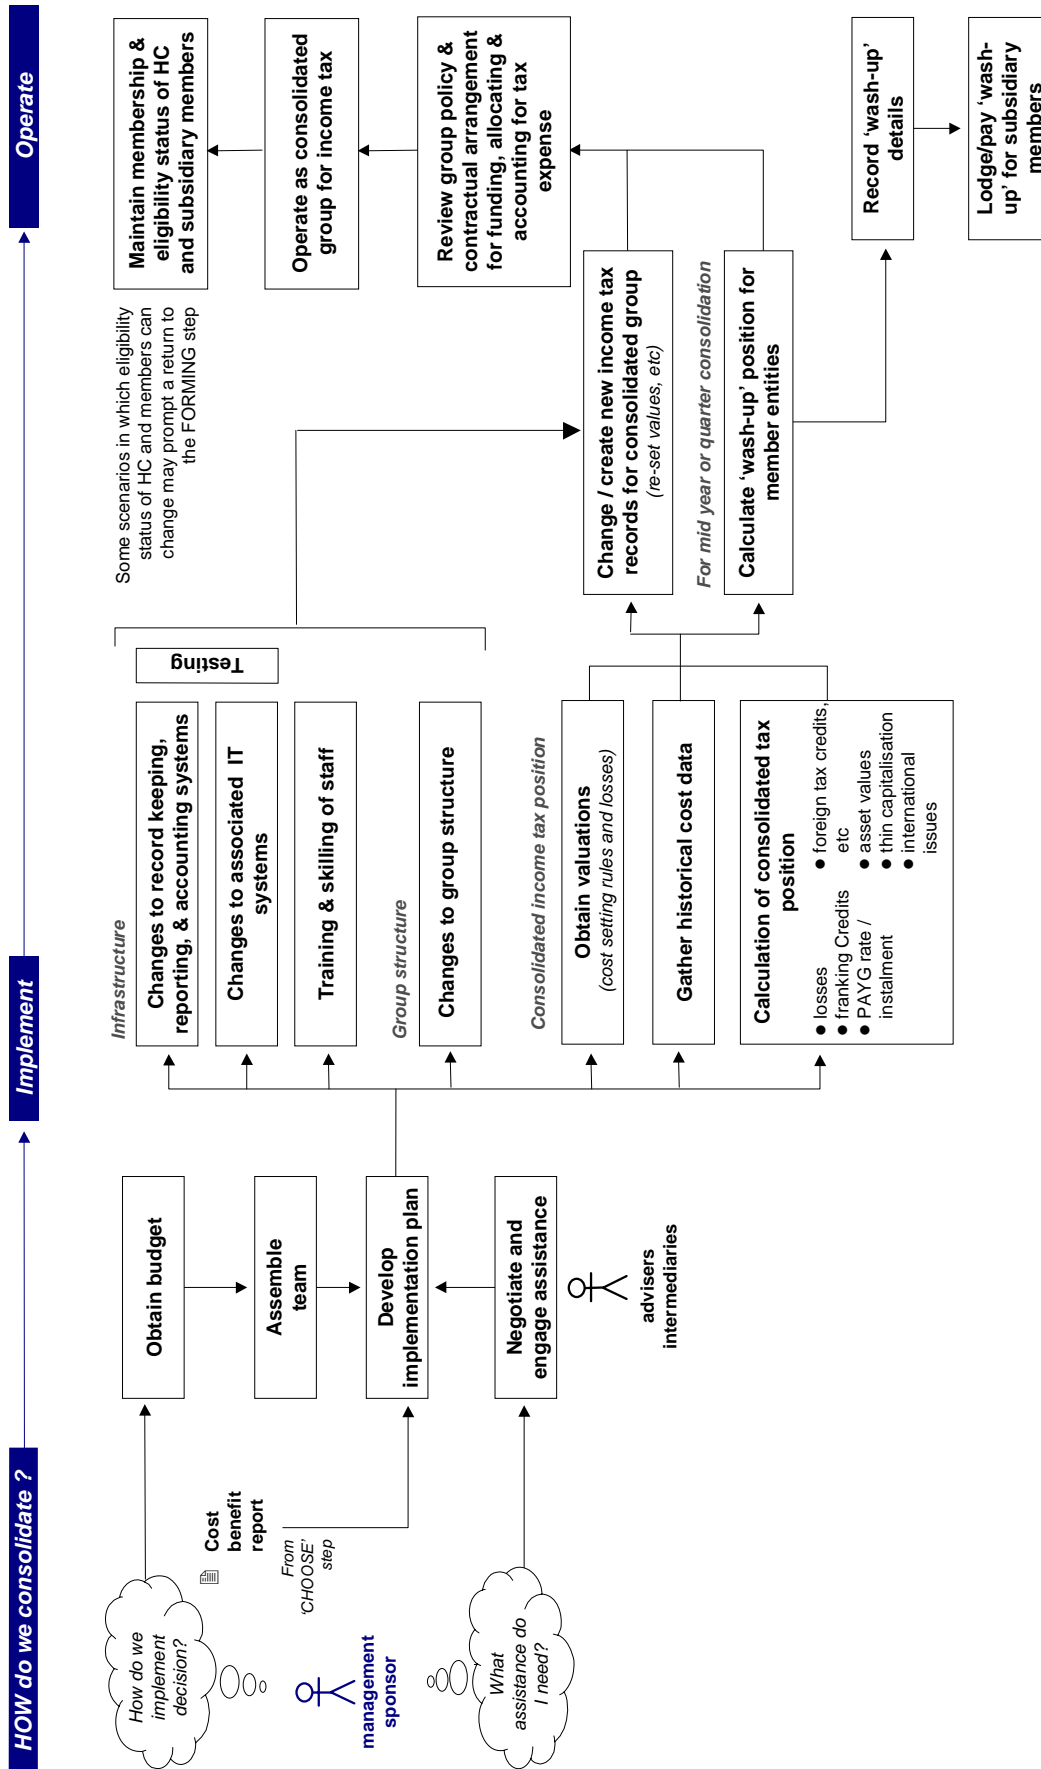 HOW do we consolidate ?
Implement
Operate
How do we
implement
decision?
management
sponsor
What
assistance do
I need?
Cost
benefit
report
From
‘CHOOSE’
step
Obtain budget
Assemble
team
Develop
implementation plan
Negotiate and
engage assistance
advisers
intermediaries
Infrastructure
Changes to record keeping,
reporting, & accounting systems
Changes to associated IT
systems
Training & skilling of staff
Testing
Group structure
Changes to group structure
Consolidated income tax position
Obtain valuations
(cost setting rules and losses)
Gather historical cost data
Calculation of consolidated tax
position
● losses
● franking Credits
● PAYG rate /
instalment
● foreign tax credits,
etc
● asset values
● thin capitalisation
● international
issues
Some scenarios in which eligibility
status of HC and members can
change may prompt a return to
the FORMING step
Maintain membership &
eligibility status of HC
and subsidiary members
Operate as consolidated
group for income tax
Review group policy &
contractual arrangement
for funding, allocating &
accounting for tax
expense
Change / create new income tax
records for consolidated group
(re-set values, etc)
For mid year or quarter consolidation
Calculate ‘wash-up’ position for
member entities
Record ‘wash-up’
details
Lodge/pay ‘wash-
up’ for subsidiary
members